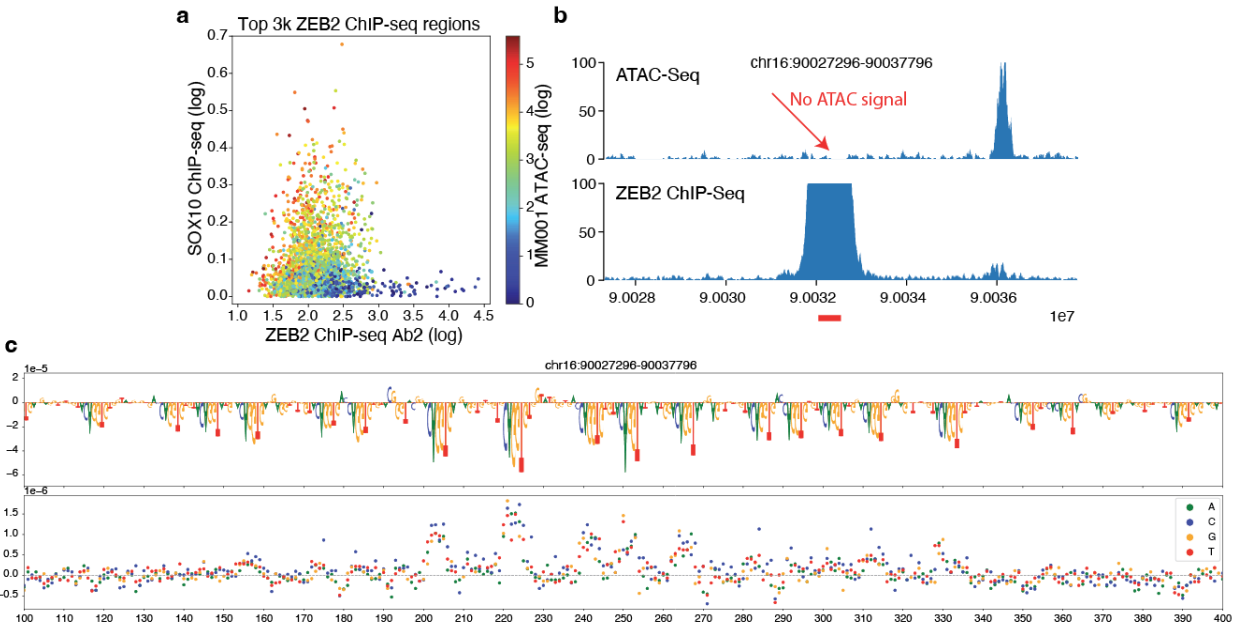 a
Top 3k ZEB2 ChIP-seq regions
0.7
0.6
0.5
0.4
0.3
0.2
0.1
0.0
SOX10 ChIP-seq (log)
1.0 1.5 2.0 2.5 3.0 3.5 4.0 4.5
ZEB2 ChIP-seq Ab2 (log)
5
4
3
2
1
0
MM001 ATAC-seq (log)
b
chr16:90027296-90037796
100
50
0
ATAC-Seq
No ATAC signal
100
50
0
ZEB2 ChIP-Seq
9.0028 9.0030 9.0032 9.0034 9.0036
1e7
c
chr16:90027296-90037796
1e−5
2
0
−2
−4
−6
1e−6
1.5
1.0
0.5
0.0
−0.5
A
C
G
T
100 110 120 130 140 150 160 170 180 190 200 210 220 230 240 250 260 270 280 290 300 310 320 330 340 350 360 370 380 390 400